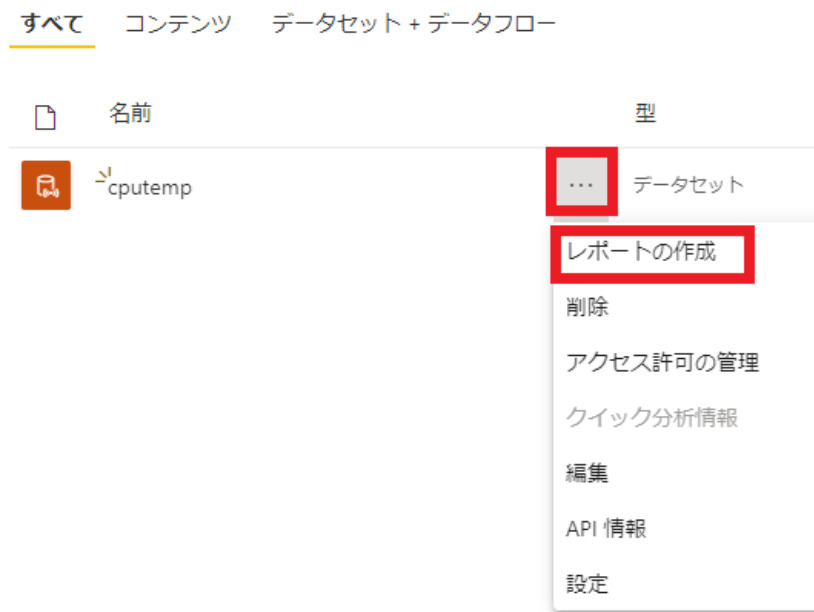 すべて コンテンツ データセット + データフロー
名前 型
cputemp ... データセット
レポートの作成
削除
アクセス許可の管理
クイック分析情報
編集
API 情報
設定